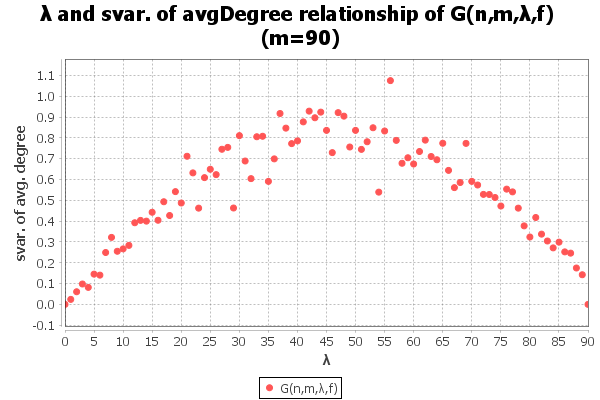 λ and svar. of avgDegree relationship of G(n,m,λ,f)
(m=90)
svar. of avg. degree
1.1
1.0
0.9
0.8
0.7
0.6
0.5
0.4
0.3
0.2
0.1
0.0
-0.1
0 5 10 15 20 25 30 35 40 45 50 55 60 65 70 75 80 85 90
λ
G(n,m,λ,f)